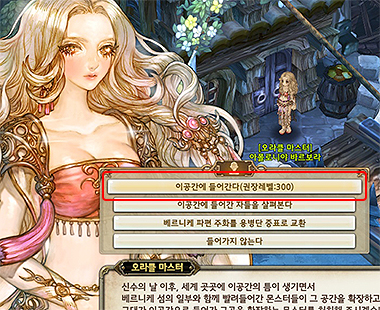 [오라클 마스터]
아폴로니아 바르보라
이공간에 들어간다(권장레벨:300)
이공간에 들어간 자들을 살펴본다
베르니케 파편 주화를 용병단 증표로 교환
들어가지 않는다
오라클 마스터
신수의 날 이후, 세계 곳곳에 이공간의 틈이 생기면서
베르니케 섬의 일부와 함께 빨려들어간 몬스터들이 그 공간을 확장하고